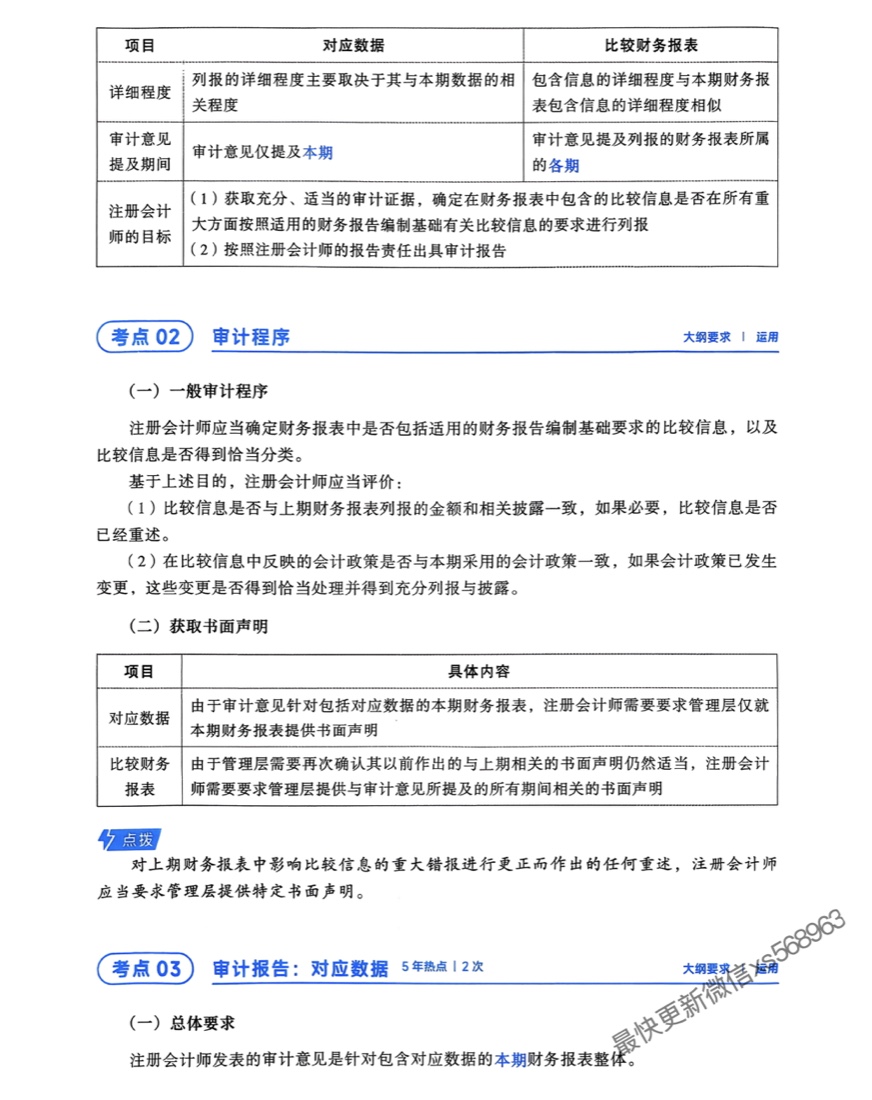 项目 对应数据 比较财务报表
详细程度 列报的详细程度主要取决于其与本期数据的相 包含信息的详细程度与本期财务报
关程度 表包含信息的详细程度相似
审计意见 审计意见仅提及本期 审计意见提及列报的财务报表所属
提及期间 的各期
注册会计 (1)获取充分、适当的审计证据，确定在财务报表中包含的比较信息是否在所有重
师的目标 大方面按照适用的财务报告编制基础有关比较信息的要求进行列报
(2)按照注册会计师的报告责任出具审计报告
考点 02 审计程序 大纲要求 | 运用
（一）一般审计程序
注册会计师应当确定财务报表中是否包括适用的财务报告编制基础要求的比较信息，以及
比较信息是否得到恰当分类。
基于上述目的，注册会计师应当评价：
（1）比较信息是否与上期财务报表列报的金额和相关披露一致，如果必要，比较信息是否
已经重述。
（2）在比较信息中反映的会计政策是否与本期采用的会计政策一致，如果会计政策已发生
变更，这些变更是否得到恰当处理并得到充分列报与披露。
（二）获取书面声明
项目 具体内容
对应数据 由于审计意见针对包括对应数据的本期财务报表，注册会计师需要要求管理层仅就
本期财务报表提供书面声明
比较财务 由于管理层需要再次确认其以前作出的与上期相关的书面声明仍然适当，注册会计
报表 师需要要求管理层提供与审计意见所提及的所有期间相关的书面声明
点拨
对上期财务报表中影响比较信息的重大错报进行更正而作出的任何重述，注册会计师
应当要求管理层提供特定书面声明。
考点 03 审计报告：对应数据 5年热点 | 2次 大纲要求 | 运用
（一）总体要求
注册会计师发表的审计意见是针对包含对应数据的本期财务报表整体。
最快更新微信xs568963